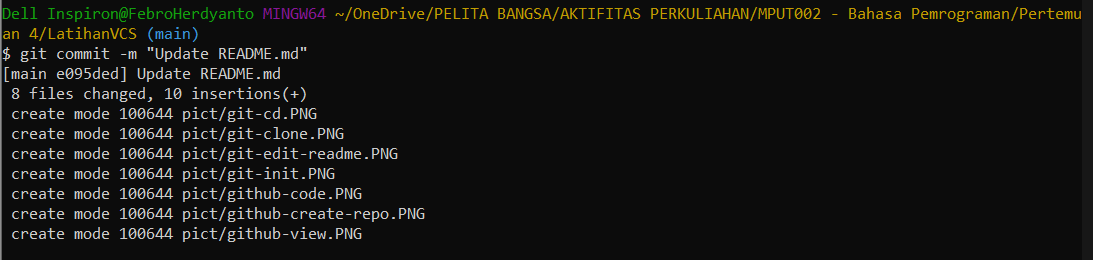 Dell Inspiron@FebroHerdyanto MINGW64 ~/OneDrive/PELITA BANGSA/AKTIFITAS PERKULIAHAN/MPUT002 - Bahasa Pemrograman/Pertemu
an 4/LatihanVCS (main)
$ git commit -m "Update README.md"
[main e095ded] Update README.md
 8 files changed, 10 insertions(+)
 create mode 100644 pict/git-cd.PNG
 create mode 100644 pict/git-clone.PNG
 create mode 100644 pict/git-edit-readme.PNG
 create mode 100644 pict/git-init.PNG
 create mode 100644 pict/github-code.PNG
 create mode 100644 pict/github-create-repo.PNG
 create mode 100644 pict/github-view.PNG